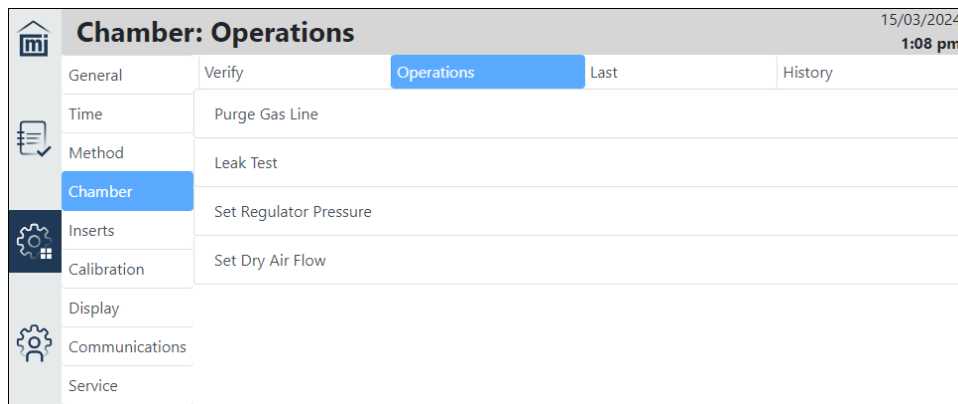 mi
Chamber: Operations
15/03/2024
1:08 pm
General
Time
Method
Chamber
Inserts
Calibration
Display
Communications
Service
Verify
Operations
Last
History
Purge Gas Line
Leak Test
Set Regulator Pressure
Set Dry Air Flow